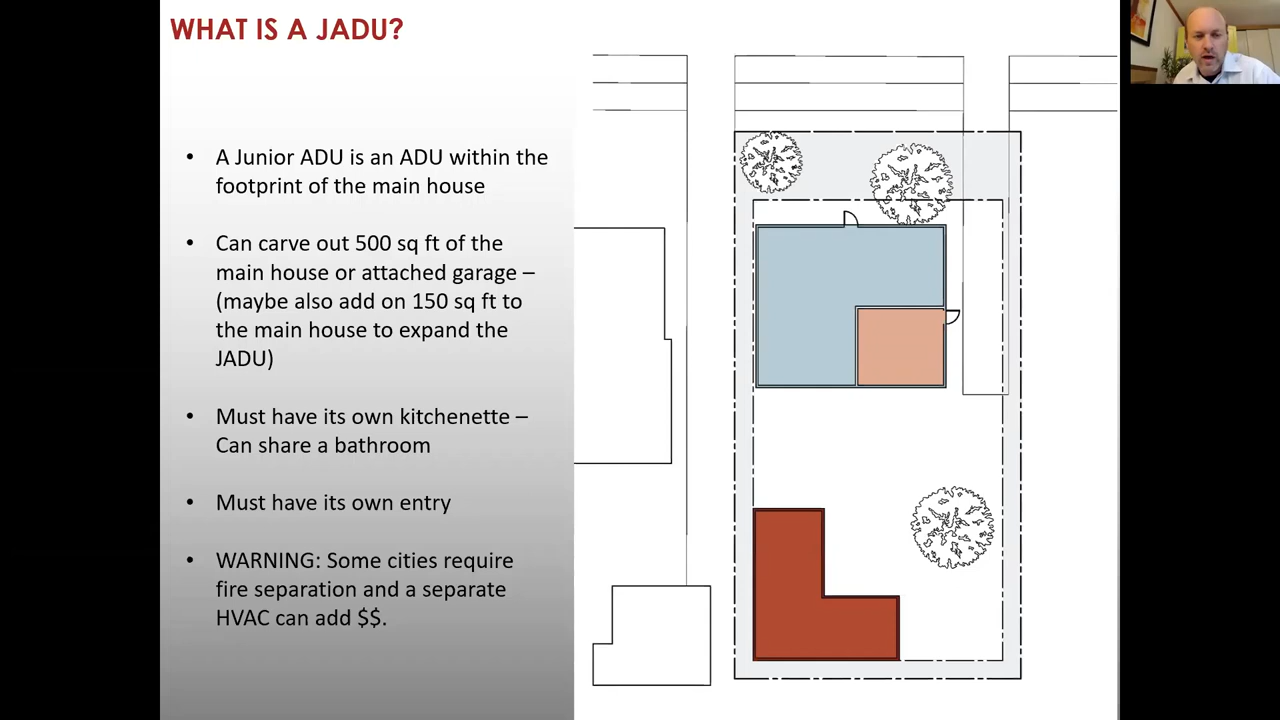 WHAT IS A JADU?
• A Junior ADU is an ADU within the
footprint of the main house
• Can carve out 500 sq ft of the
main house or attached garage –
(maybe also add on 150 sq ft to
the main house to expand the
JADU)
• Must have its own kitchenette –
Can share a bathroom
• Must have its own entry
• WARNING: Some cities require
fire separation and a separate
HVAC can add $$.